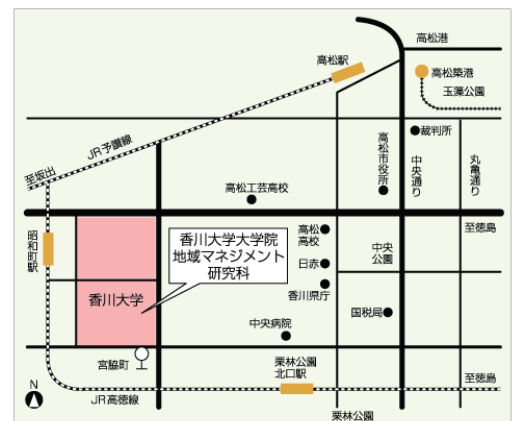 高松港
高松駅
高松築港
玉藻公園
JR予讃線
裁判所
至坂出
高松市役所
中央通り
丸亀通り
高松工芸高校
至徳島
昭和町駅
高松
高校
香川大学大学院
地域マネジメント
研究科
中央
公園
日赤
香川県庁
香川大学
国税局
中央病院
宮脇町
栗林公園
北口駅
至徳島
N
JR高徳線
栗林公園